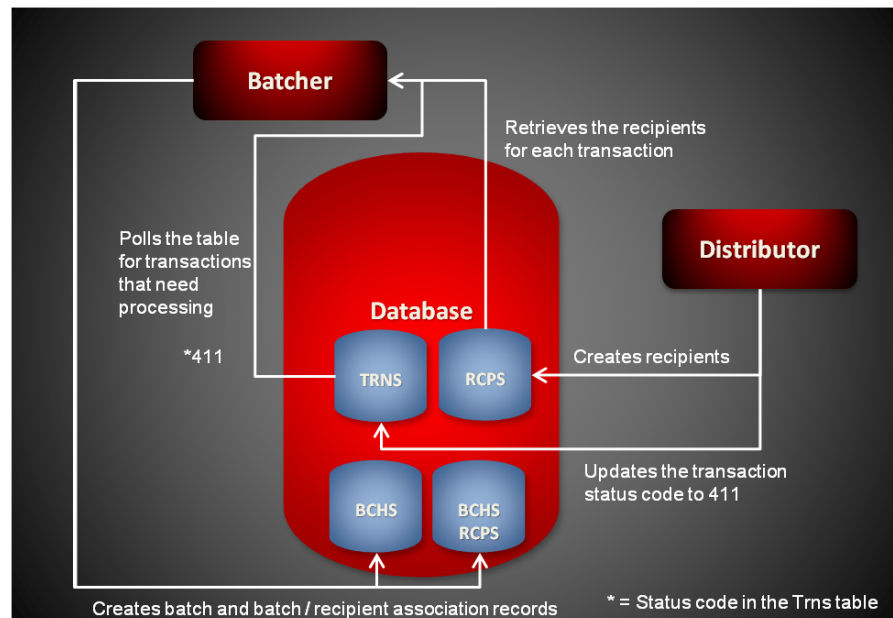 Batcher
Retrieves the recipients
for each transaction
Polls the table
for transactions
that need
processing
*411
Distributor
Database
TRNS
RCPS
Creates recipients
Updates the transaction
status code to 411
BCHS
BCHS
RCPS
Creates batch and batch / recipient association records
* = Status code in the Trns table